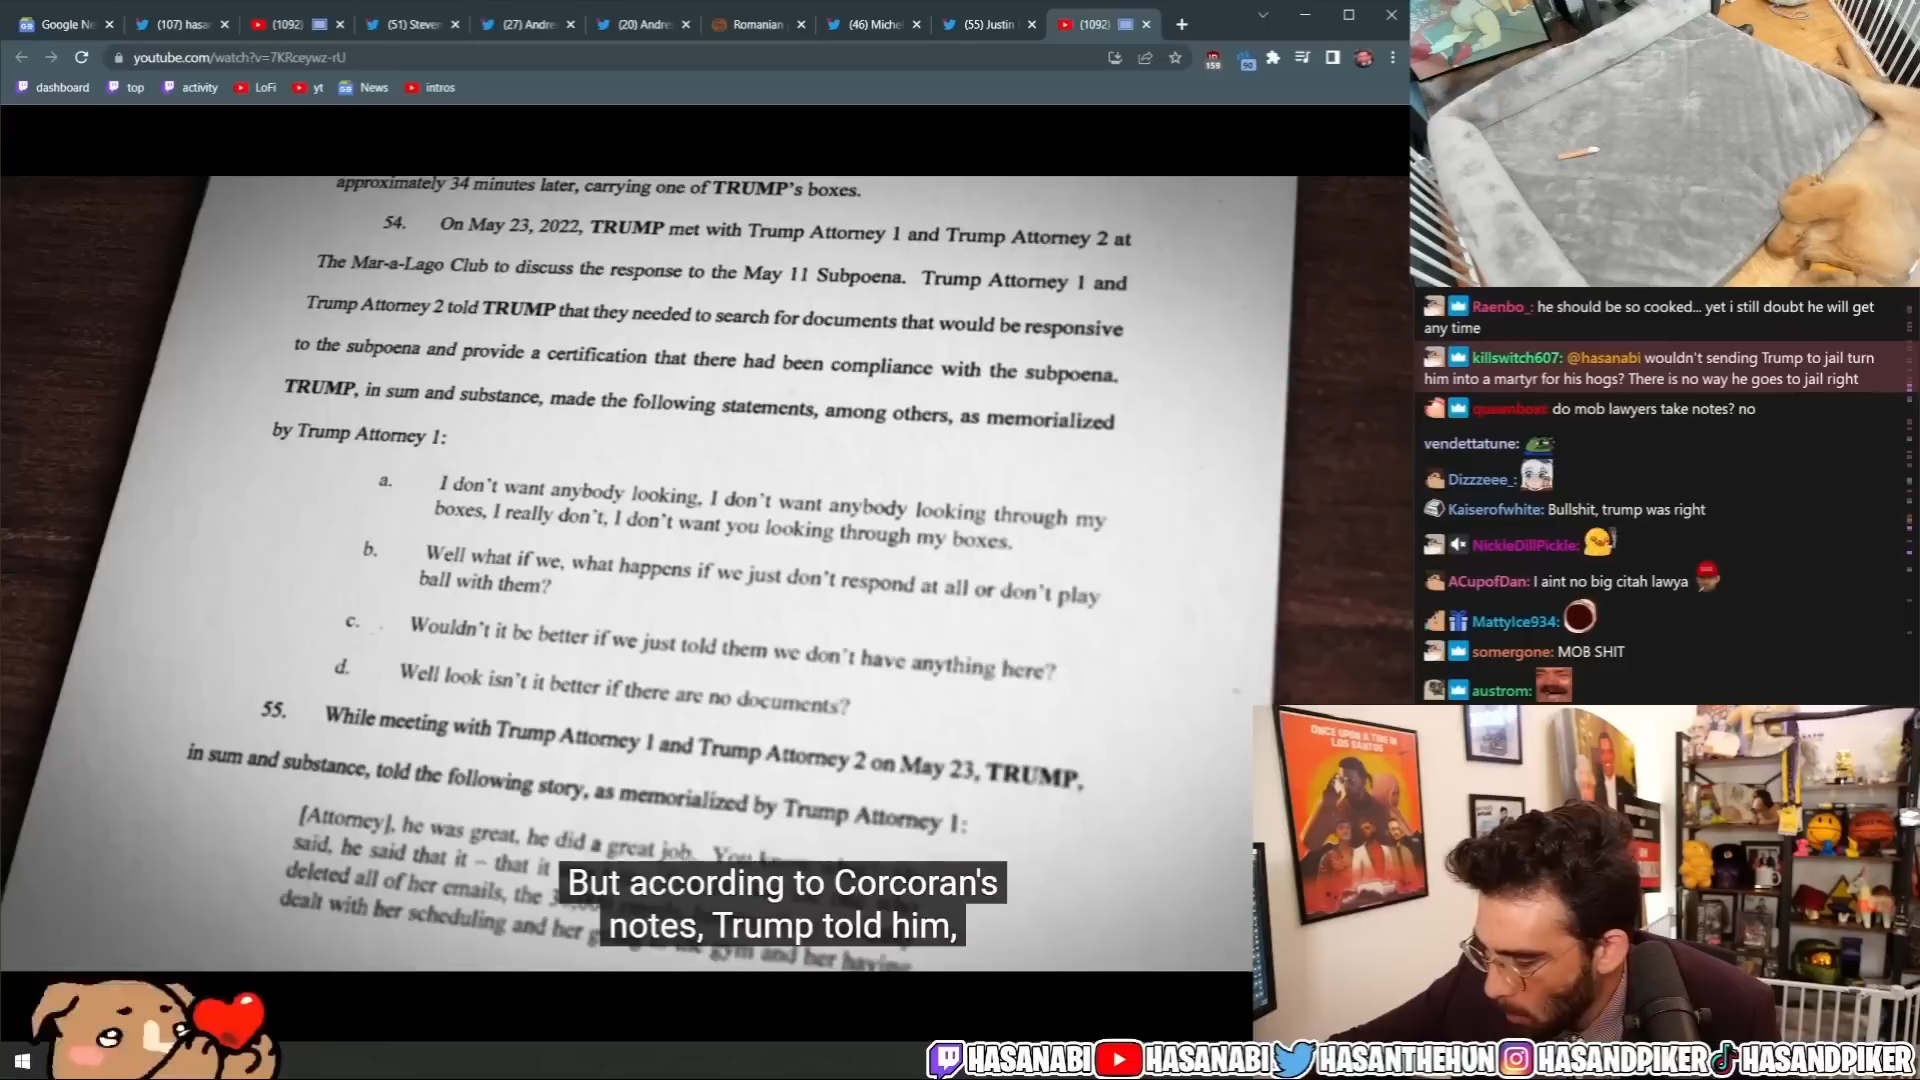 Google Ne
(107) hasa
(1092)
(51) Steve
(27) Andre
(20) Andre
Romanian
(46) Michel
(55) Justin
(1092)
youtube.com/watch?v=7KRceywz-rU
159
90
dashboard
top
activity
LoFi
yt
News
intros
approximately 34 minutes later, carrying one of TRUMP's boxes.
54. On May 23, 2022, TRUMP met with Trump Attorney 1 and Trump Attorney 2 at
The Mar-a-Lago Club to discuss the response to the May 11 Subpoena. Trump Attorney 1 and
Trump Attorney 2 told TRUMP that they needed to search for documents that would be responsive
to the subpoena and provide a certification that there had been compliance with the subpoena.
TRUMP, in sum and substance, made the following statements, among others, as memorialized
by Trump Attorney 1:
a. I don't want anybody looking, I don't want anybody looking through my
boxes, I really don't, I don't want you looking through my boxes.
b. Well what if we, what happens if we just don't respond at all or don't play
ball with them?
c. Wouldn't it be better if we just told them we don't have anything here?
d. Well look isn't it better if there are no documents?
55. While meeting with Trump Attorney 1 and Trump Attorney 2 on May 23, TRUMP,
in sum and substance, told the following story, as memorialized by Trump Attorney 1:
[Attorney], he was great, he did a great job. You
said, he said that it – that it
deleted all of her emails, the
dealt with her scheduling and her
gym and her having
But according to Corcoran's
notes, Trump told him,
Raenbo_: he should be so cooked... yet i still doubt he will get
any time
killswitch607: @hasanabi wouldn't sending Trump to jail turn
him into a martyr for his hogs? There is no way he goes to jail right
queenboxi: do mob lawyers take notes? no
vendettatune:
Dizzzeee_:
Kaiserofwhite: Bullshit, trump was right
NickleDillPickle:
ACupofDan: I aint no big citah lawya
MattyIce934:
somergone: MOB SHIT
austrom:
ONCE UPON A TIME IN
LOS SANTOS
HASANABI
HASANABI
HASANTHEHUN
HASANDPIKER
HASANDPIKER